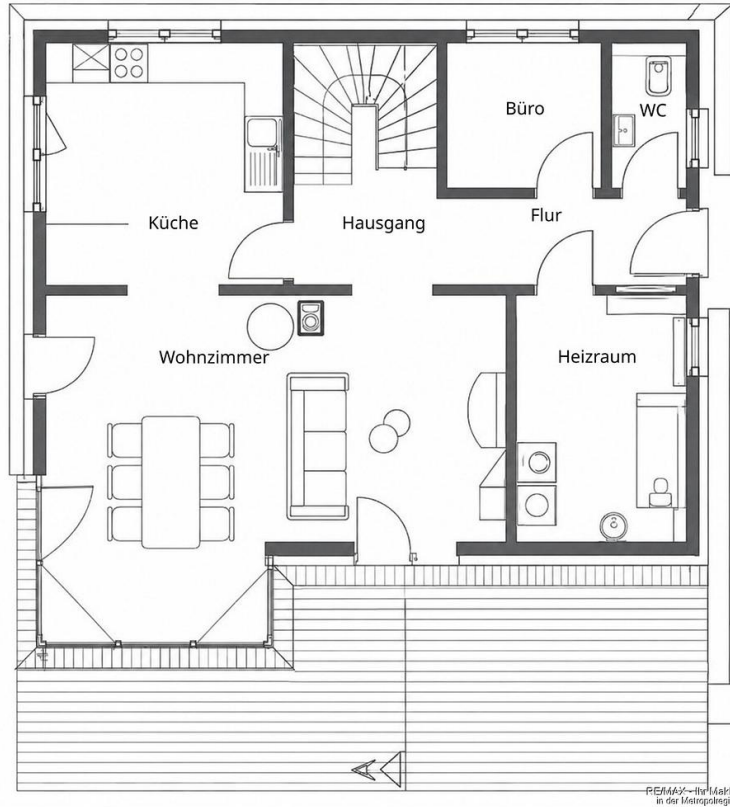 Büro
WC
Küche
Hausgang
Flur
Wohnzimmer
Heizraum
RE/MAX - Ihr Makl
in der Metropolregi